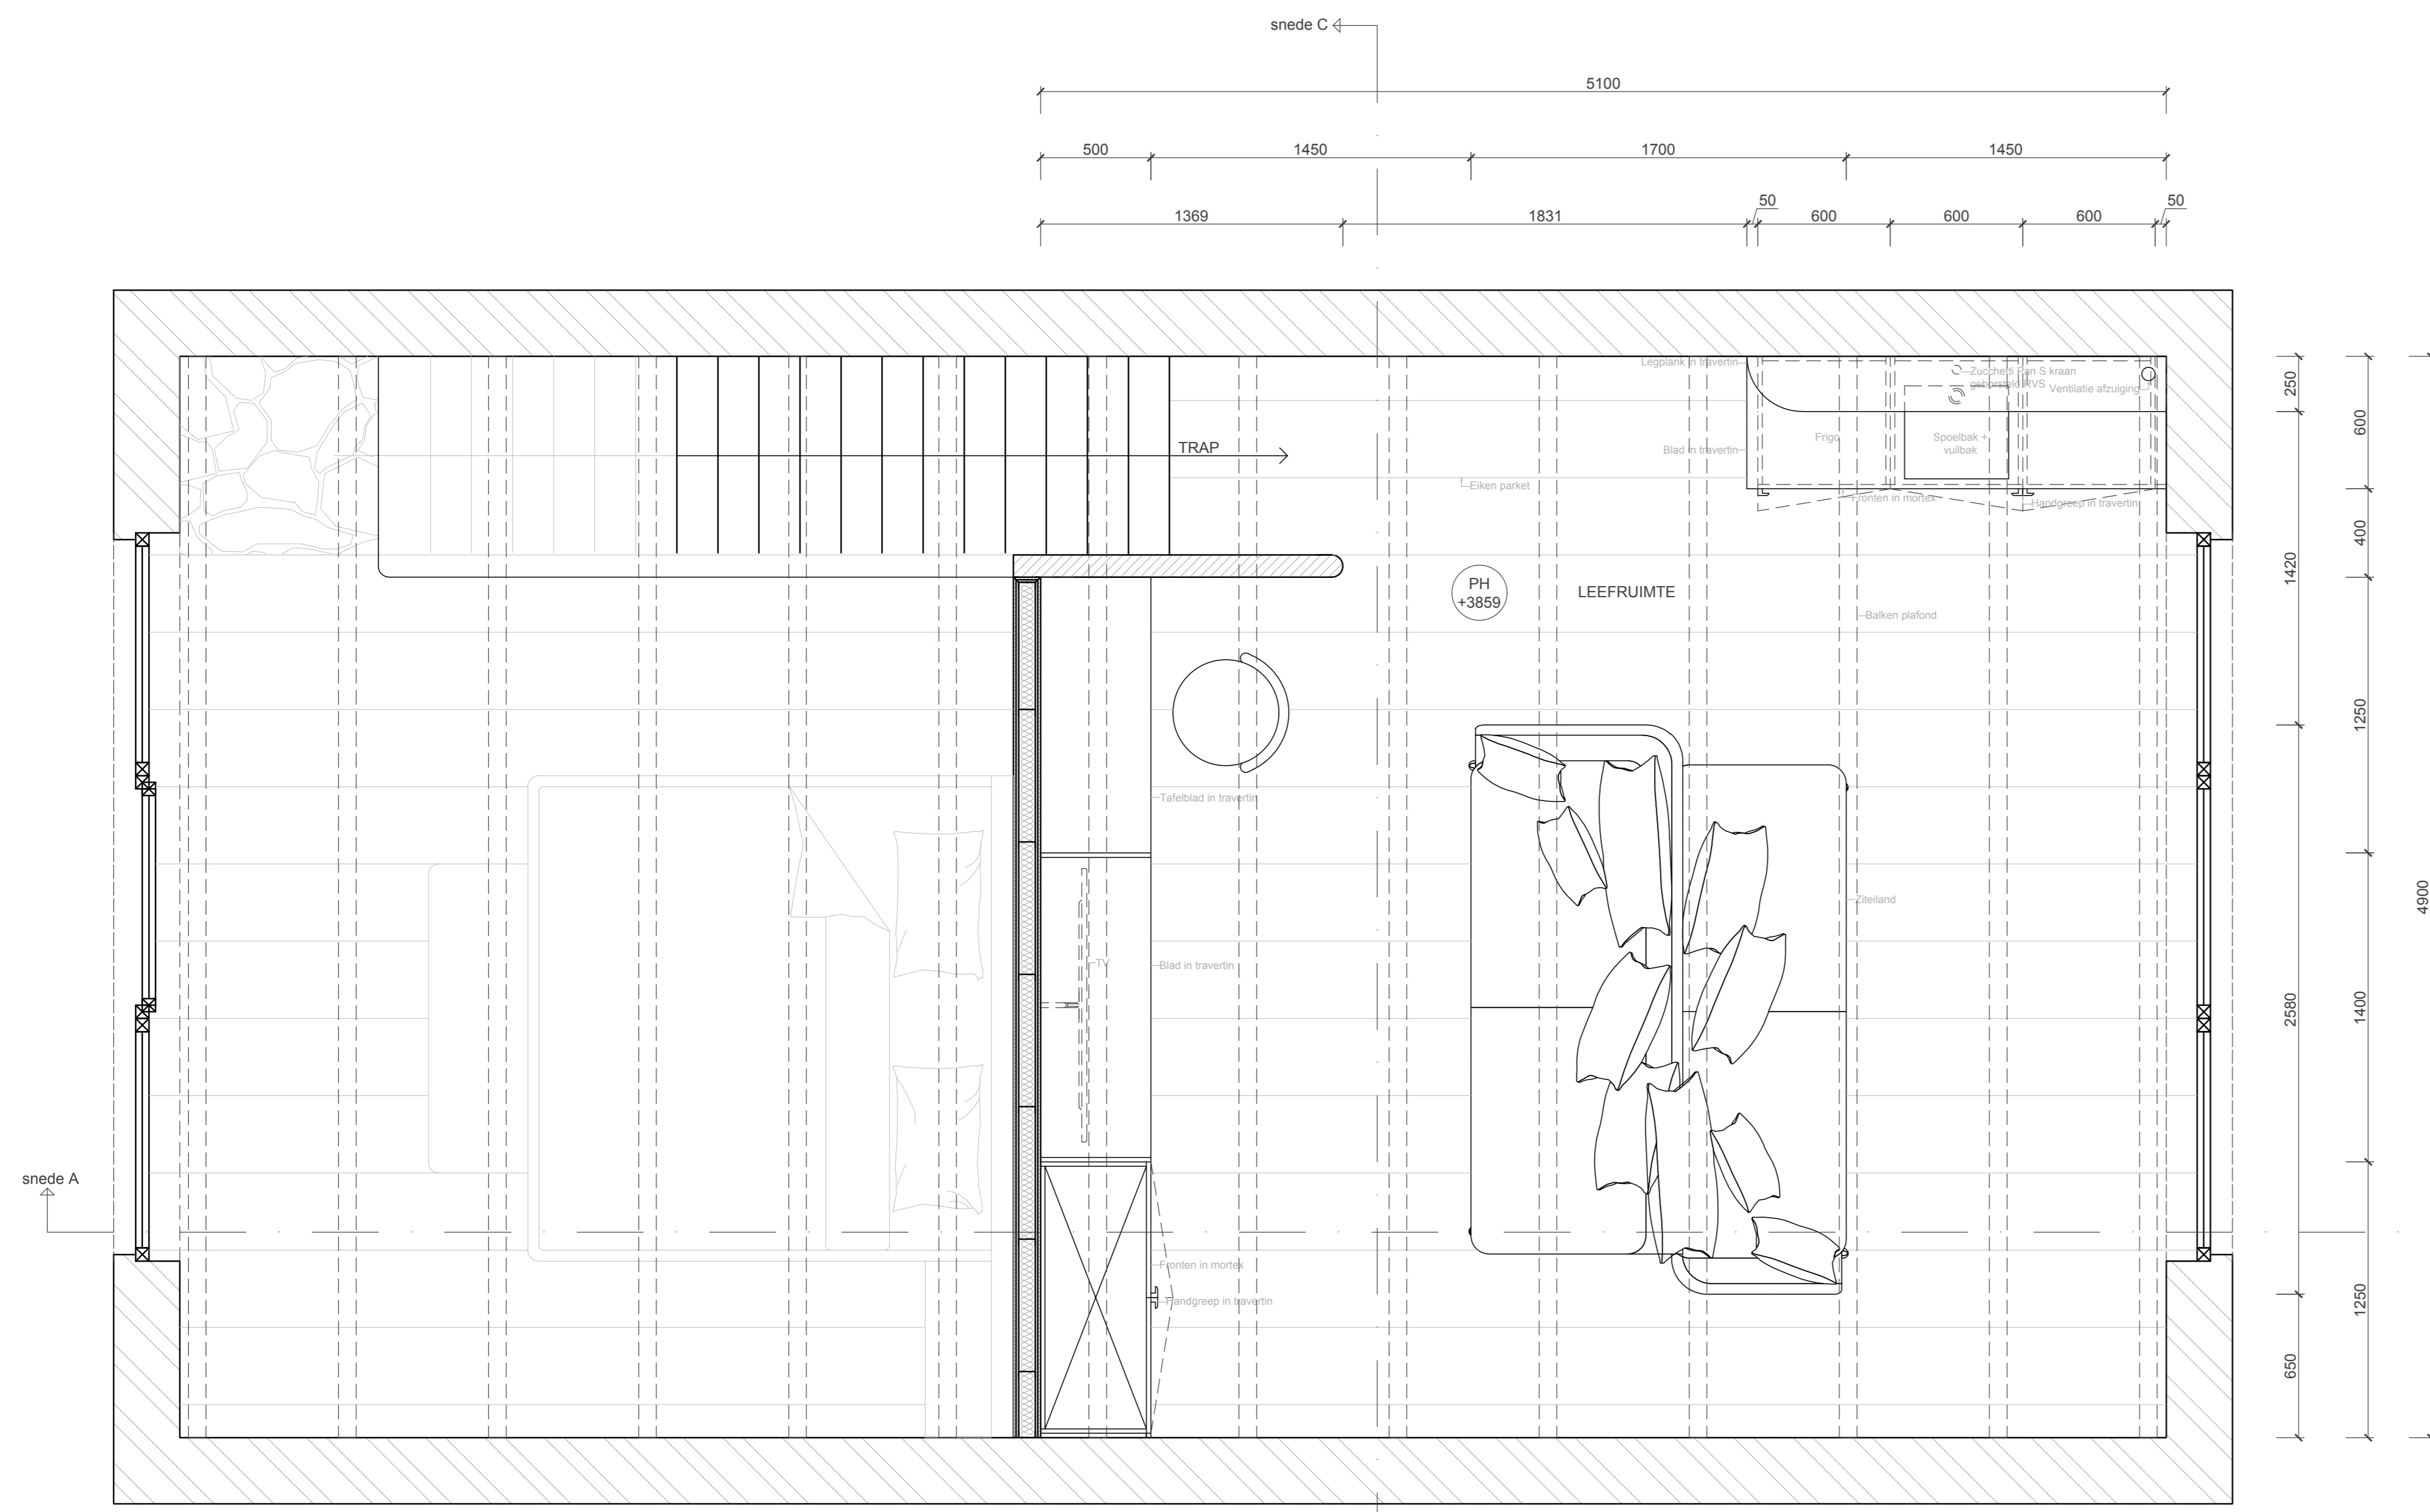 snede C
5100
500
1450
1700
1450
1369
1831
50
600
600
600
50
Legplank in travertin
Zucchetti Pan S kraan
geborsteld RVS
Ventilatie afzuiging
250
600
TRAP
Blad in travertin
Frigo
Spoelbak +
vuilbak
Eiken parket
Fronten in mortex
Handgreep in travertin
400
1420
PH
+3859
LEEFRUIMTE
Balken plafond
1250
Tafelblad in travertin
Ziteiland
4900
TV
Blad in travertin
2580
1400
snede A
Fronten in mortex
Handgreep in travertin
1250
650